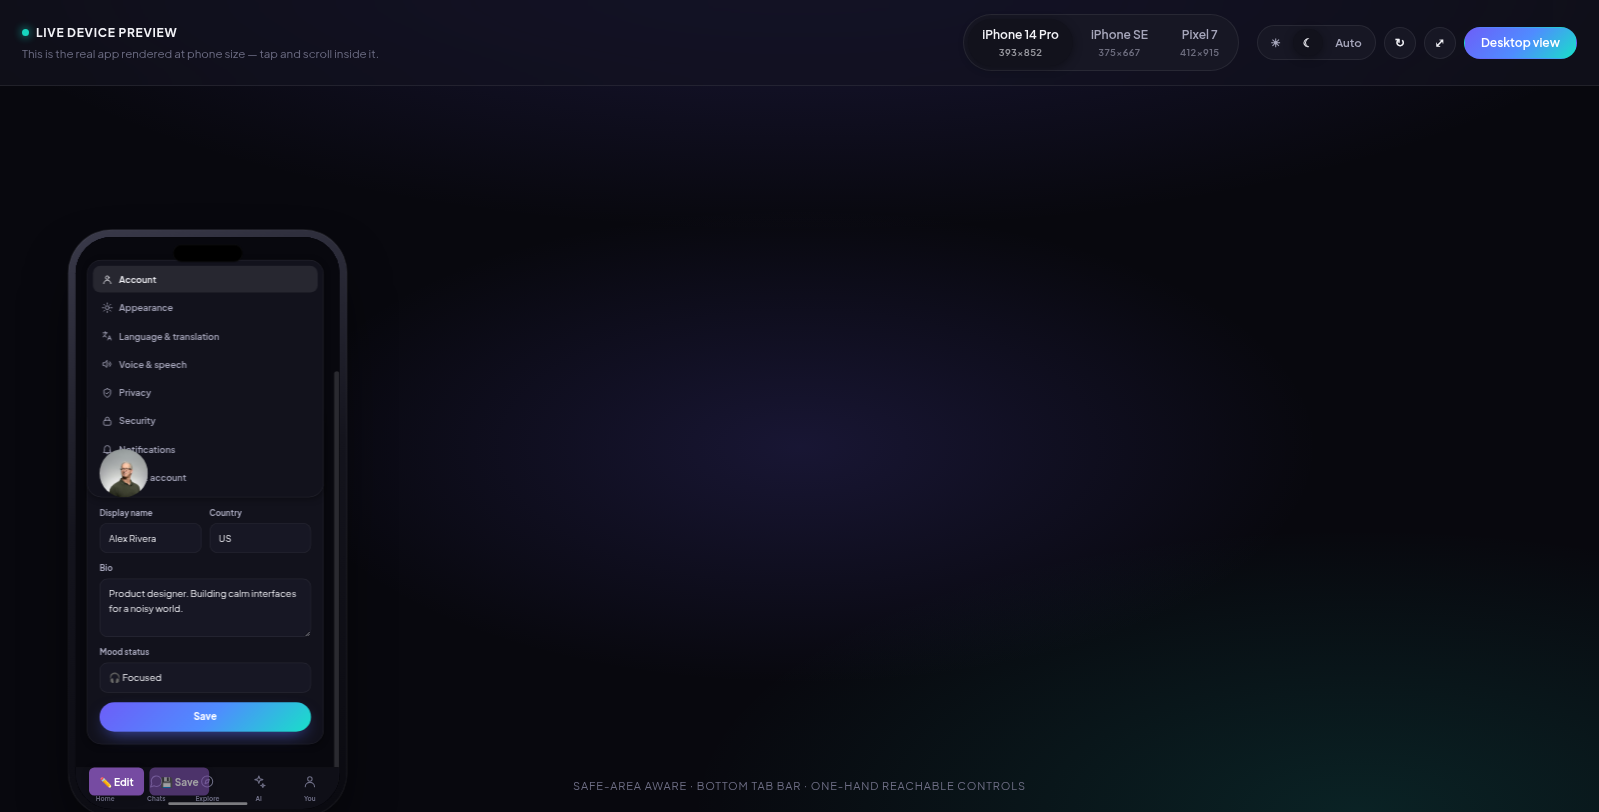 LIVE DEVICE PREVIEW
This is the real app rendered at phone size — tap and scroll inside it.
iPhone 14 Pro
393×852
iPhone SE
375×667
Pixel 7
412×915
Auto
Desktop view
Account
Appearance
Language & translation
Voice & speech
Privacy
Security
Notifications
account
Display name
Country
Alex Rivera
US
Bio
Product designer. Building calm interfaces
for a noisy world.
Mood status
🎧 Focused
Save
✏️ Edit
💾 Save
Home
Chats
Explore
AI
You
SAFE-AREA AWARE · BOTTOM TAB BAR · ONE-HAND REACHABLE CONTROLS